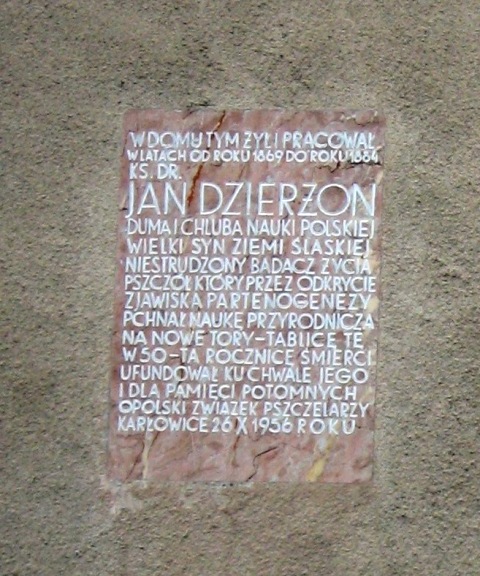 W DOMU TYM ŻYŁ I PRACOWAŁ
W LATACH OD ROKU 1869 DO ROKU 1884
KS. DR.
JAN DZIERŻON
DUMA I CHLUBA NAUKI POLSKIEJ
WIELKI SYN ZIEMI ŚLĄSKIEJ
NIESTRUDZONY BADACZ ŻYCIA
PSZCZÓŁ KTÓRY PRZEZ ODKRYCIE
ZJAWISKA PARTENOGENEZY
PCHNĄŁ NAUKĘ PRZYRODNICZĄ
NA NOWE TORY – TABLICĘ TĘ
W 50-TĄ ROCZNICĘ ŚMIERCI
UFUNDOWAŁ KU CHWALE JEGO
I DLA PAMIĘCI POTOMNYCH
OPOLSKI ZWIĄZEK PSZCZELARZY
KARŁOWICE 26 X 1956 ROKU